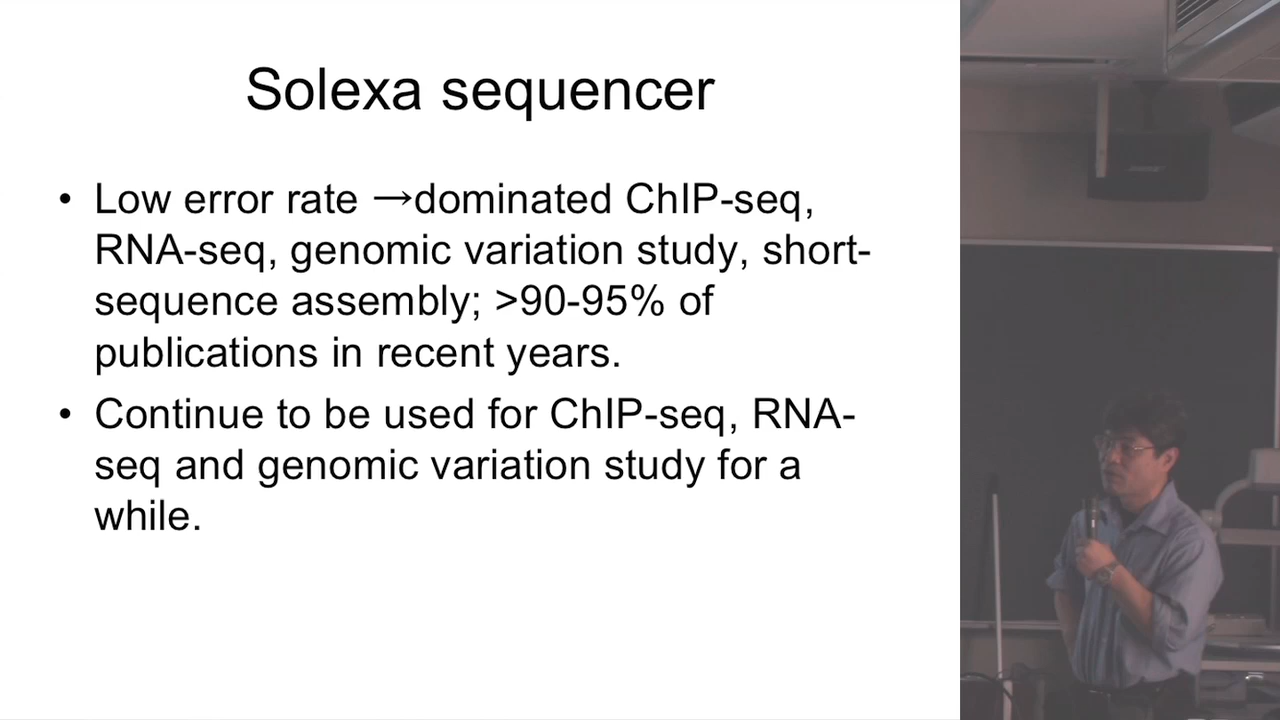 Solexa sequencer
• Low error rate →dominated ChIP-seq,
RNA-seq, genomic variation study, short-
sequence assembly; >90-95% of
publications in recent years.
• Continue to be used for ChIP-seq, RNA-
seq and genomic variation study for a
while.